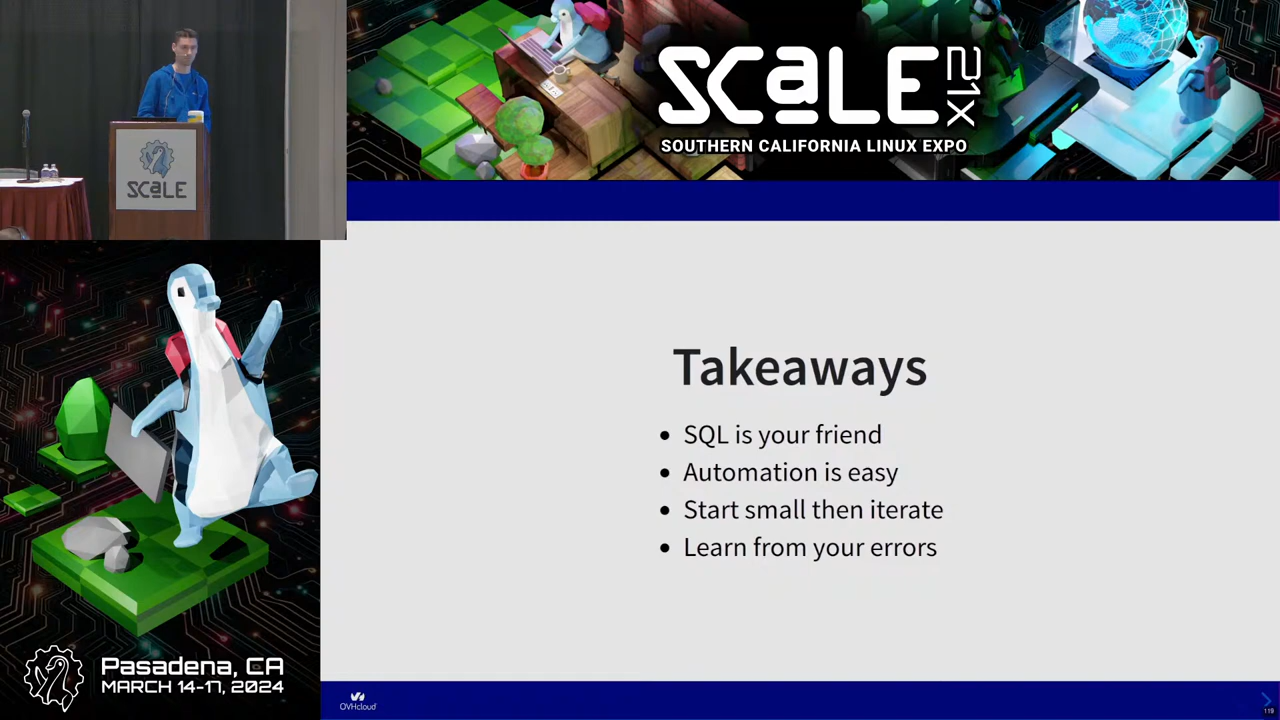 SCaLE 21x
SOUTHERN CALIFORNIA LINUX EXPO
SCaLE
Takeaways
• SQL is your friend
• Automation is easy
• Start small then iterate
• Learn from your errors
Pasadena, CA
MARCH 14-17, 2024
OVHcloud
119